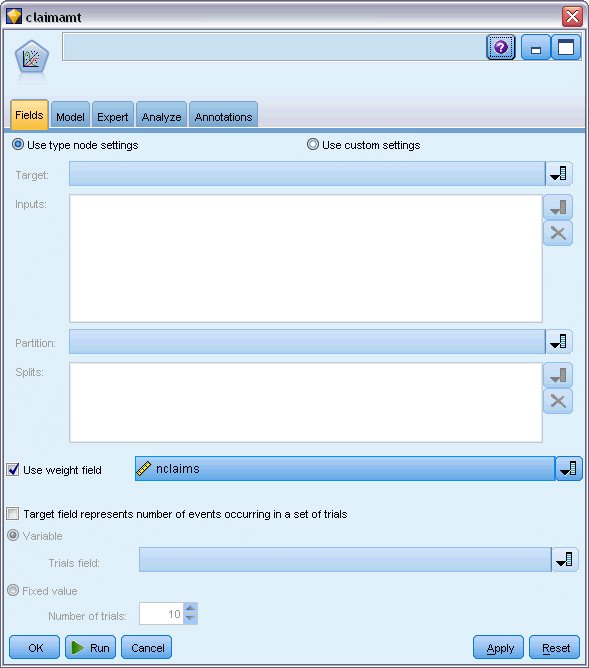 claimamt
?
Fields Model Expert Analyze Annotations
Use type node settings Use custom settings
Target:
Inputs:
Partition:
Splits:
Use weight field nclaims
Target field represents number of events occurring in a set of trials
Variable
Trials field:
Fixed value
Number of trials: 10
OK Run Cancel Apply Reset